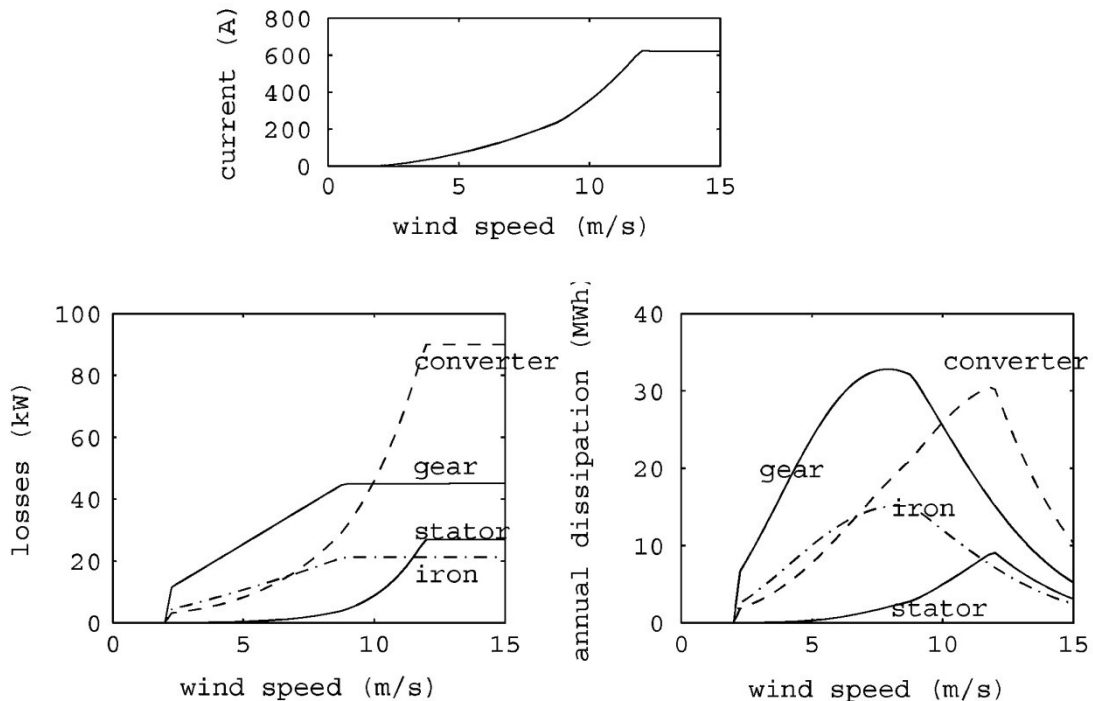 current (A)
800
600
400
200
0
0 5 10 15
wind speed (m/s)
losses (kW)
100
80
60
40
20
0
converter
gear
stator
iron
0 5 10 15
wind speed (m/s)
annual dissipation (MWh)
40
30
20
10
0
converter
gear
iron
stator
0 5 10 15
wind speed (m/s)